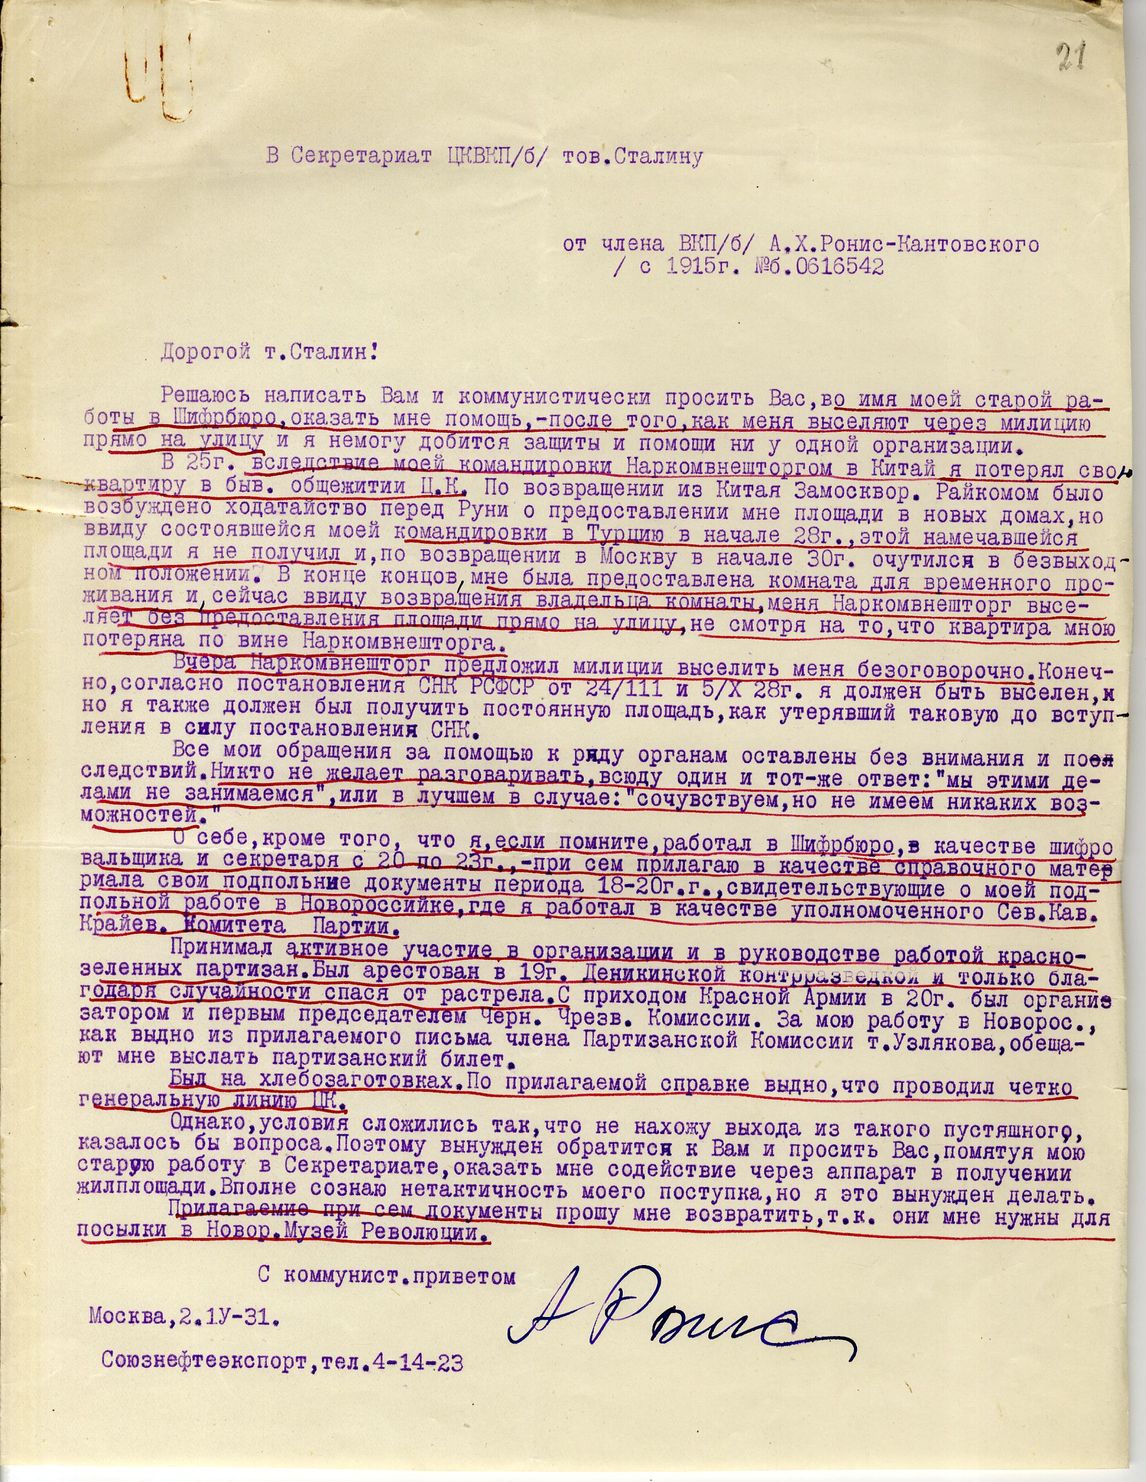 21
В Секретариат ЦКВКП/б/ тов.Сталину
от члена ВКП/б/ А.Х.Ронис-Кантовского
/ с 1915г. №б.0616542
Дорогой т.Сталин!
Решаюсь написать Вам и коммунистически просить Вас,во имя моей старой ра-
боты в Шифрбюро,оказать мне помощь,-после того,как меня выселяют через милицию
прямо на улицу и я немогу добится защиты и помоши ни у одной организации.
В 25г. вследствие моей командировки Наркомвнешторгом в Китай я потерял свою
квартиру в быв. общежитии Ц.К. По возвращении из Китая Замосквор. Райкомом было
возбуждено ходатайство перед Руни о предоставлении мне площади в новых домах,но
ввиду состоявшейся моей командировки в Турцию в начале 28г.,этой намечавшейся
площади я не получил и,по возвращении в Москву в начале 30г. очутился в безвыход-
ном положении. В конце концов,мне была предоставлена комната для временного про-
живания и,сейчас ввиду возвращения владельца комнаты,меня Наркомвнешторг высе-
ляет без предоставления площади прямо на улицу,не смотря на то,что квартира мною
потеряна по вине Наркомвнешторга.
Вчера Наркомвнешторг предложил милиции выселить меня безоговорочно.Конеч-
но,согласно постановления СНК РСФСР от 24/111 и 5/Х 28г. я должен быть выселен,и
но я также должен был получить постоянную площадь,как утерявший таковую до вступ-
ления в силу постановления СНК.
Все мои обращения за помощью к ряду органам оставлены без внимания и пося
следствий.Никто не желает разговаривать,всюду один и тот-же ответ:"мы этими де-
лами не занимаемся",или в лучшем в случае:"сочувствуем,но не имеем никаких воз-
можностей."
О себе,кроме того, что я,если помните,работал в Шифрбюро,в качестве шифро
вальщика и секретаря с 20 по 23г.,-при сем прилагаю в качестве справочного матер
риала свои подпольние документы периода 18-20г.г.,свидетельствующие о моей под-
польной работе в Новороссийке,где я работал в качестве уполномоченного Сев.Кав.
Крайев. Комитета Партии.
Принимал активное участие в организации и в руководстве работой красно-
зеленных партизан.Был арестован в 19г. Деникинской контрразведкой и только бла-
годаря случайности спася от растрела.С приходом Красной Армии в 20г. был органи
затором и первым председателем Черн. Чрезв. Комиссии. За мою работу в Новорос.,
как выдно из прилагаемого письма члена Партизанской Комиссии т.Узлякова,обеща-
ют мне выслать партизанский билет.
Был на хлебозаготовках.По прилагаемой справке выдно,что проводил четко
генеральную линию ЦК.
Однако,условия сложились так,что не нахожу выхода из такого пустяшного,
казалось бы вопроса.Поэтому вынужден обратится к Вам и просить Вас,помятуя мою
старую работу в Секретариате,оказать мне содействие через аппарат в получении
жилплощади.Вполне сознаю нетактичность моего поступка,но я это вынужден делать.
Прилагаемие при сем документы прошу мне возвратить,т.к. они мне нужны для
посылки в Новор.Музей Революции.
С коммунист.приветом
А Ронис
Москва,2.1У-31.
Союзнефтеэкспорт,тел.4-14-23